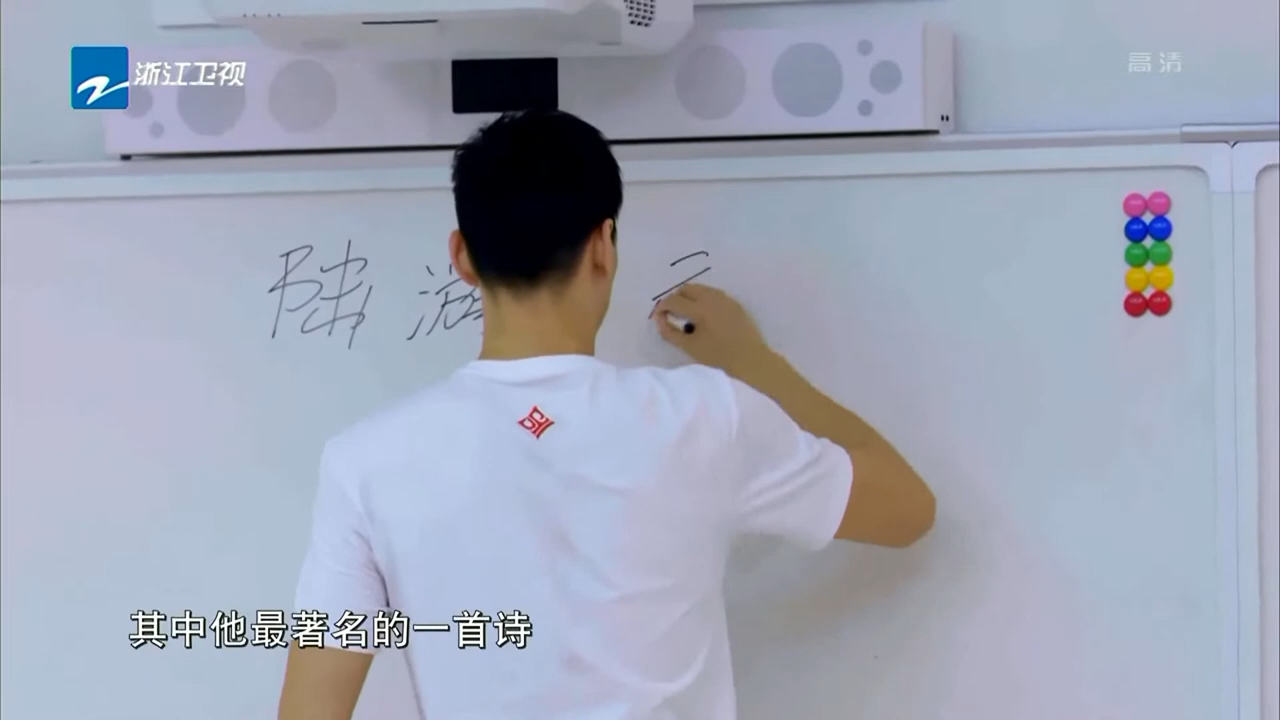 浙江卫视
高清
陆游
其中他最著名的一首诗